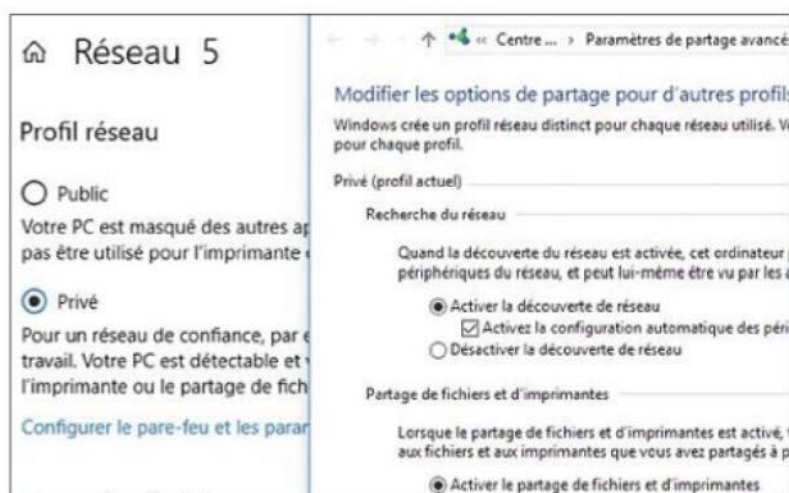 Réseau 5
Profil réseau
Public
Votre PC est masqué des autres
pas être utilisé pour l'imprimante
Privé
Pour un réseau de confiance, par
travail. Votre PC est détectable et
l'imprimante ou le partage de
Configurer le pare-feu et les
« Centre ... > Paramètres de partage avancés
Modifier les options de partage pour d'autres profils
Windows crée un profil réseau distinct pour chaque réseau utilisé.
pour chaque profil.
Privé (profil actuel)
Recherche du réseau
Quand la découverte du réseau est activée, cet ordinateur
périphériques du réseau, et peut lui-même être vu par les
Activer la découverte de réseau
Activez la configuration automatique des
Désactiver la découverte de réseau
Partage de fichiers et d'imprimantes
Lorsque le partage de fichiers et d'imprimantes est activé,
aux fichiers et aux imprimantes que vous avez partagés à
Activer le partage de fichiers et d'imprimantes